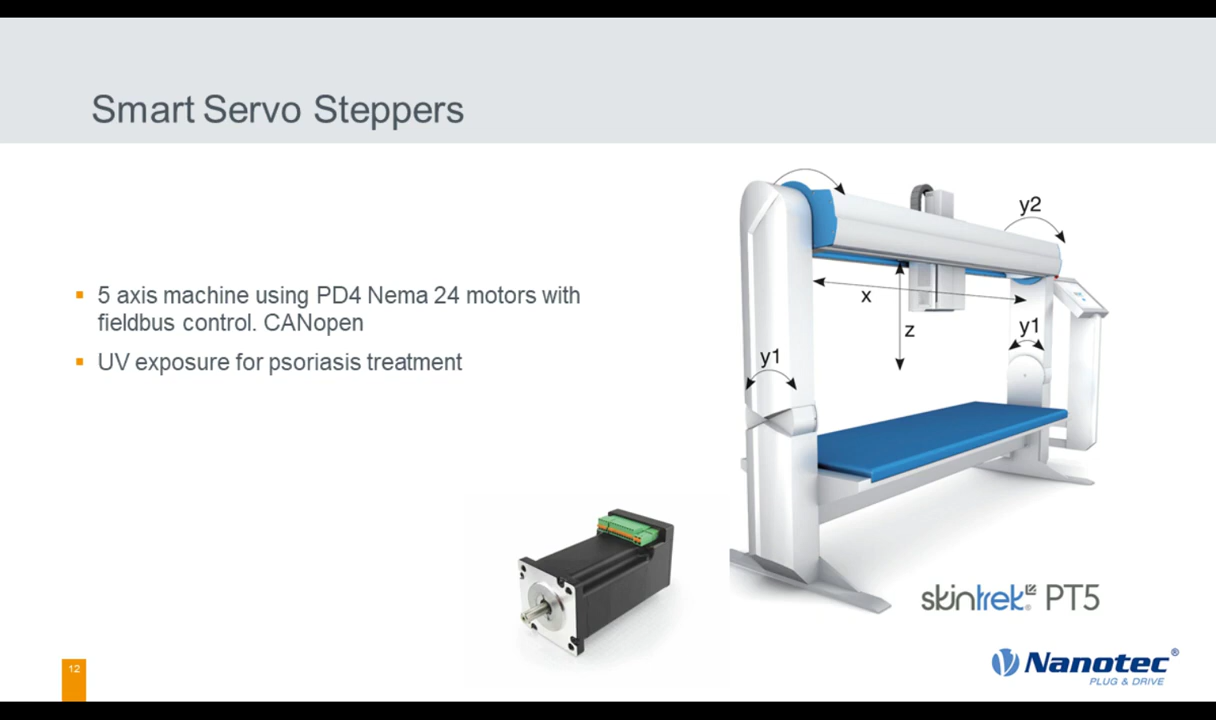 Smart Servo Steppers
5 axis machine using PD4 Nema 24 motors with
fieldbus control. CANopen
UV exposure for psoriasis treatment
y2
x
z
y1
y1
skintrek® PT5
12
Nanotec®
PLUG & DRIVE